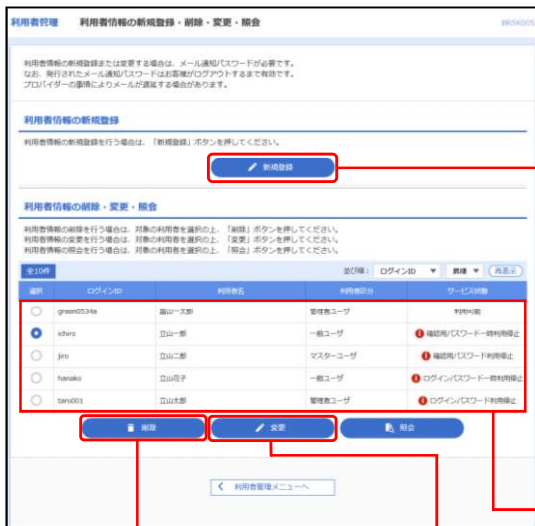 利用者管理 利用者情報の新規登録・削除・変更・照会 BRSK005
利用者情報の新規登録または変更する場合は、メール通知パスワードが必要です。
なお、発行されたメール通知パスワードはお客様がログアウトするまで有効です。
プロバイダーの事情によりメールが遅延する場合があります。
利用者情報の新規登録
利用者情報の新規登録を行う場合は、「新規登録」ボタンを押してください。
新規登録
利用者情報の削除・変更・照会
利用者情報の削除を行う場合は、対象の利用者を選択の上、「削除」ボタンを押してください。
利用者情報の変更を行う場合は、対象の利用者を選択の上、「変更」ボタンを押してください。
利用者情報の照会を行う場合は、対象の利用者を選択の上、「照会」ボタンを押してください。
全10件 並び順： ログインID ▼ 昇順 ▼ 再表示
選択 ログインID 利用者名 利用者区分 サービス状態
green0534a 富山一太郎 管理者ユーザ 利用可能
ichiro 立山一郎 一般ユーザ 確認用パスワード一時利用停止
jiro 立山二郎 マスターユーザ 確認用パスワード利用停止
hanako 立山花子 一般ユーザ ログインパスワード一時利用停止
taro001 立山太郎 管理者ユーザ ログインパスワード利用停止
削除 変更 照会
利用者管理メニューへ